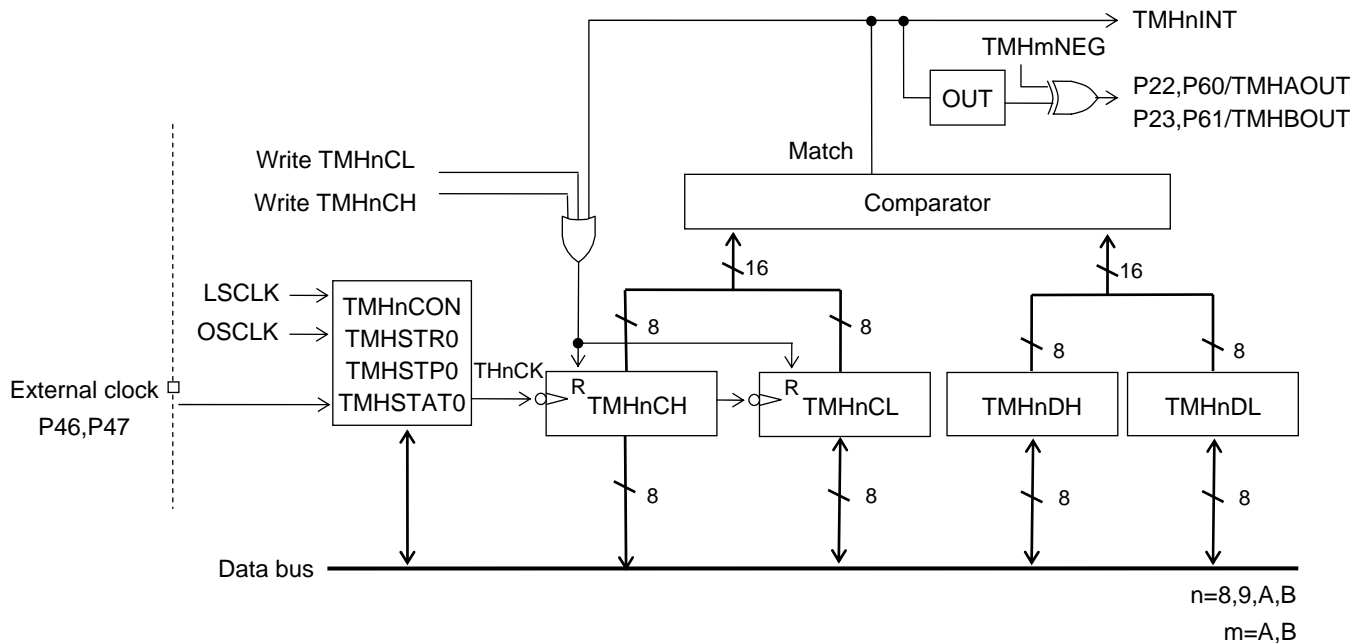 TMHnINT
TMHmNEG
OUT
P22,P60/TMHAOUT
P23,P61/TMHBOUT
Match
Write TMHnCL
Write TMHnCH
Comparator
16
16
LSCLK
OSCLK
TMHnCON
TMHSTR0
TMHSTP0
TMHSTAT0
8
8
8
8
THnCK
External clock
P46,P47
R
TMHnCH
R
TMHnCL
TMHnDH
TMHnDL
8
8
8
8
Data bus
n=8,9,A,B
m=A,B